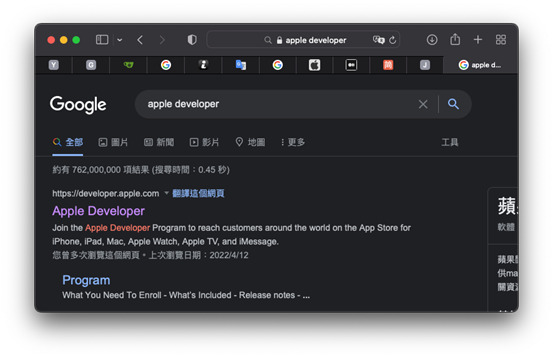 apple developer
Y
G
G
G
J
apple d...
Google
apple developer
全部
圖片
新聞
影片
地圖
更多
工具
約有 762,000,000 項結果 (搜尋時間：0.45 秒)
https://developer.apple.com
翻譯這個網頁
Apple Developer
Join the Apple Developer Program to reach customers around the world on the App Store for
iPhone, iPad, Mac, Apple Watch, Apple TV, and iMessage.
您曾多次瀏覽這個網頁。上次瀏覽日期：2022/4/12
Program
What You Need To Enroll - What's Included - Release notes - ...
蘋
軟體
蘋果
供ma
關資